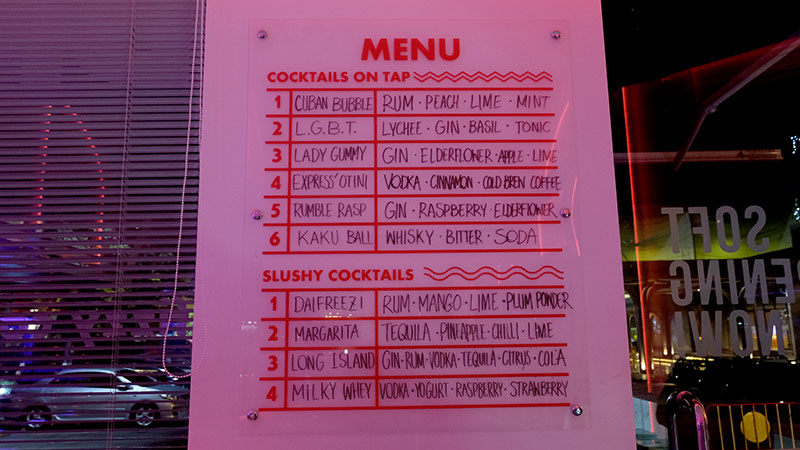 MENU
COCKTAILS ON TAP
1 CUBAN BUBBLE RUM · PEACH · LIME · MINT
2 L.G.B.T. LYCHEE · GIN · BASIL · TONIC
3 LADY GUMMY GIN · ELDERFLOWER · APPLE · LIME
4 EXPRESS'OTINI VODKA · CINNAMON · COLD BREW COFFEE
5 RUMBLE RASP GIN · RASPBERRY · ELDERFLOWER
6 KAKU BALL WHISKY · BITTER · SODA
SLUSHY COCKTAILS
1 DAIFREEZI RUM · MANGO · LIME · PLUM POWDER
2 MARGARITA TEQUILA · PINEAPPLE · CHILLI · LIME
3 LONG ISLAND GIN · RUM · VODKA · TEQUILA · CITRUS · COLA
4 MILKY WHEY VODKA · YOGURT · RASPBERRY · STRAWBERRY
SOFT
OPENING
NOW!